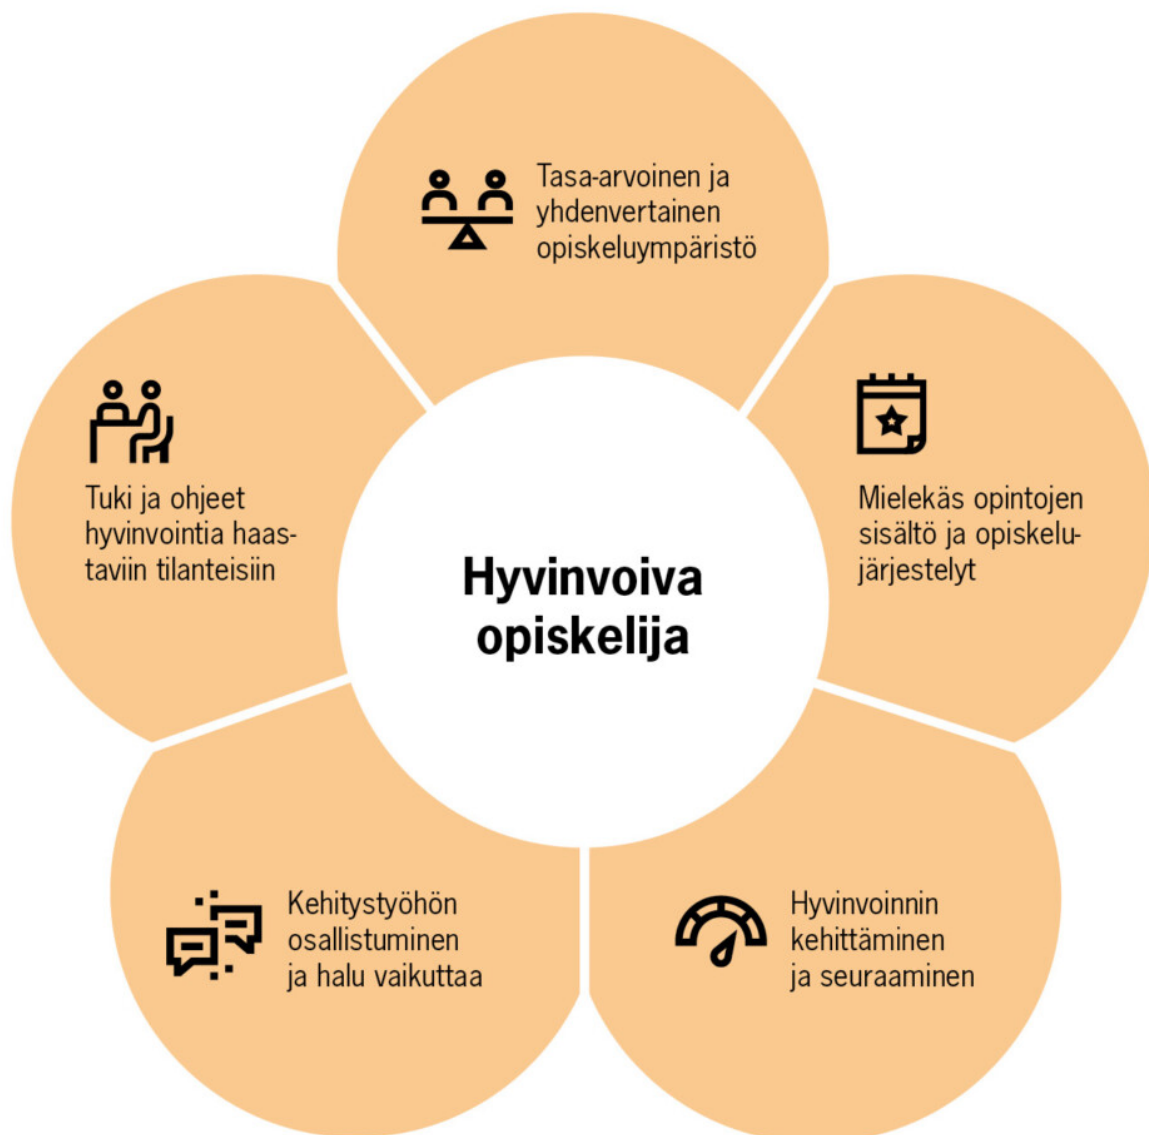 Tasa-arvoinen ja
yhdenvertainen
opiskeluympäristö
Mielekäs opintojen
sisältö ja opiskelu-
järjestelyt
Tuki ja ohjeet
hyvinvointia haas-
taviin tilanteisiin
Hyvinvoiva
opiskelija
Kehitystyöhön
osallistuminen
ja halu vaikuttaa
Hyvinvoinnin
kehittäminen
ja seuraaminen